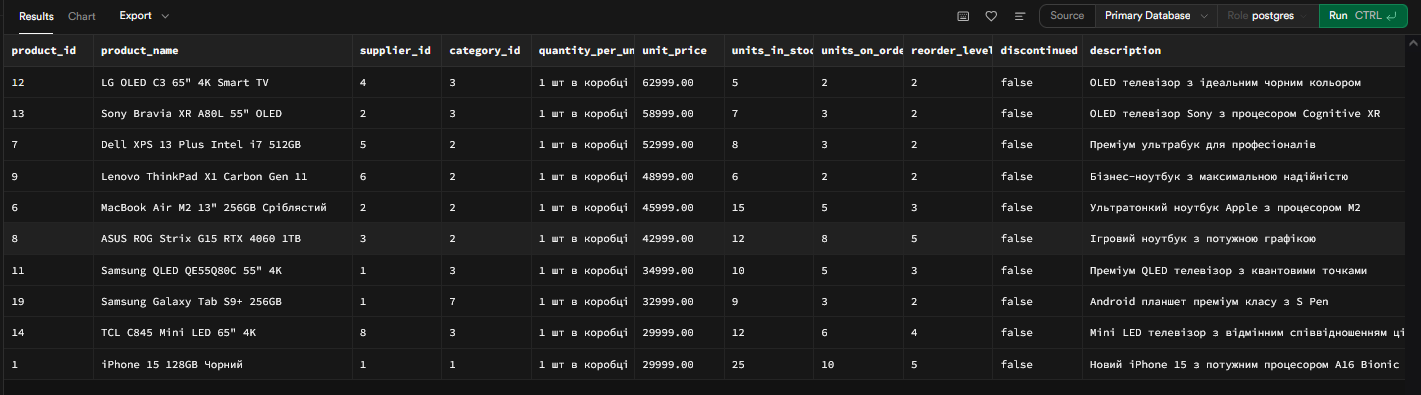 Results Chart Export Source Primary Database Role postgres Run CTRL
product_id product_name supplier_id category_id quantity_per_un unit_price units_in_stoc units_on_orde reorder_level discontinued description
12 LG OLED C3 65" 4K Smart TV 4 3 1 шт в коробці 62999.00 5 2 2 false OLED телевізор з ідеальним чорним кольором
13 Sony Bravia XR A80L 55" OLED 2 3 1 шт в коробці 58999.00 7 3 2 false OLED телевізор Sony з процесором Cognitive XR
7 Dell XPS 13 Plus Intel i7 512GB 5 2 1 шт в коробці 52999.00 8 3 2 false Преміум ультрабук для професіоналів
9 Lenovo ThinkPad X1 Carbon Gen 11 6 2 1 шт в коробці 48999.00 6 2 2 false Бізнес-ноутбук з максимальною надійністю
6 MacBook Air M2 13" 256GB Сріблястий 2 2 1 шт в коробці 45999.00 15 5 3 false Ультратонкий ноутбук Apple з процесором M2
8 ASUS ROG Strix G15 RTX 4060 1TB 3 2 1 шт в коробці 42999.00 12 8 5 false Ігровий ноутбук з потужною графікою
11 Samsung QLED QE55Q80C 55" 4K 1 3 1 шт в коробці 34999.00 10 5 3 false Преміум QLED телевізор з квантовими точками
19 Samsung Galaxy Tab S9+ 256GB 1 7 1 шт в коробці 32999.00 9 3 2 false Android планшет преміум класу з S Pen
14 TCL C845 Mini LED 65" 4K 8 3 1 шт в коробці 29999.00 12 6 4 false Mini LED телевізор з відмінним співвідношенням ці
1 iPhone 15 128GB Чорний 1 1 1 шт в коробці 29999.00 25 10 5 false Новий iPhone 15 з потужним процесором A16 Bionic